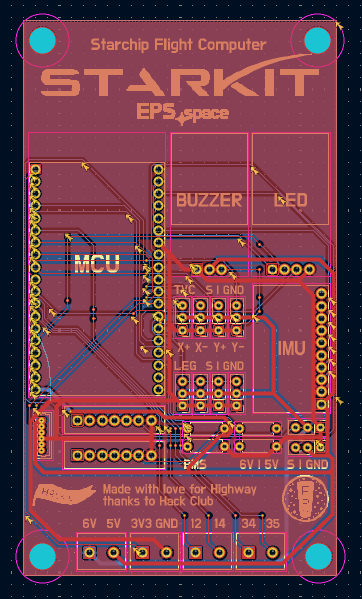 Starchip Flight Computer
STARKIT
EPS space
BUZZER
LED
MCU
TVC S I GND
X+ X- Y+ Y-
IMU
LEG S I GND
6V I 5V S I GND
Made with love for Highway
thanks to Hack Club
6V 5V 3V3 GND 12 14 34 35